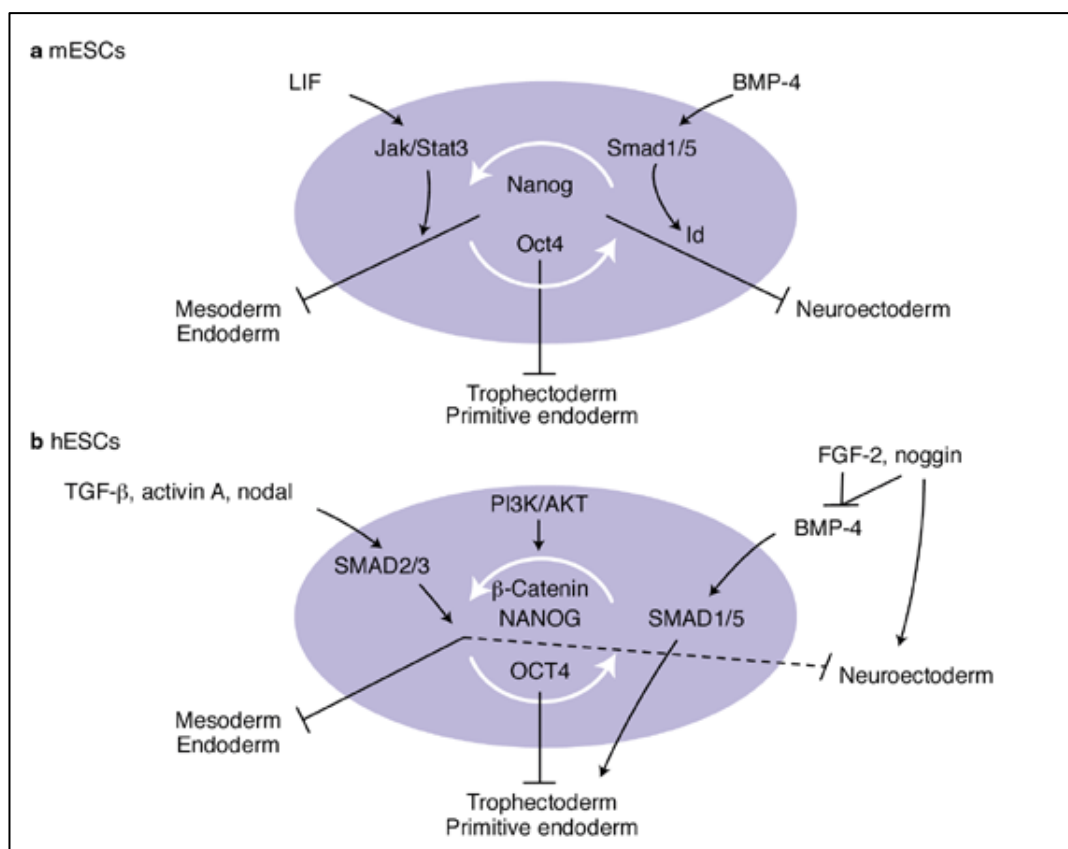 a mESCs
LIF
BMP-4
Jak/Stat3
Smad1/5
Nanog
Id
Oct4
Mesoderm
Endoderm
Neuroectoderm
Trophectoderm
Primitive endoderm
b hESCs
FGF-2, noggin
TGF-β, activin A, nodal
PI3K/AKT
BMP-4
SMAD2/3
β-Catenin
NANOG
SMAD1/5
OCT4
Neuroectoderm
Mesoderm
Endoderm
Trophectoderm
Primitive endoderm